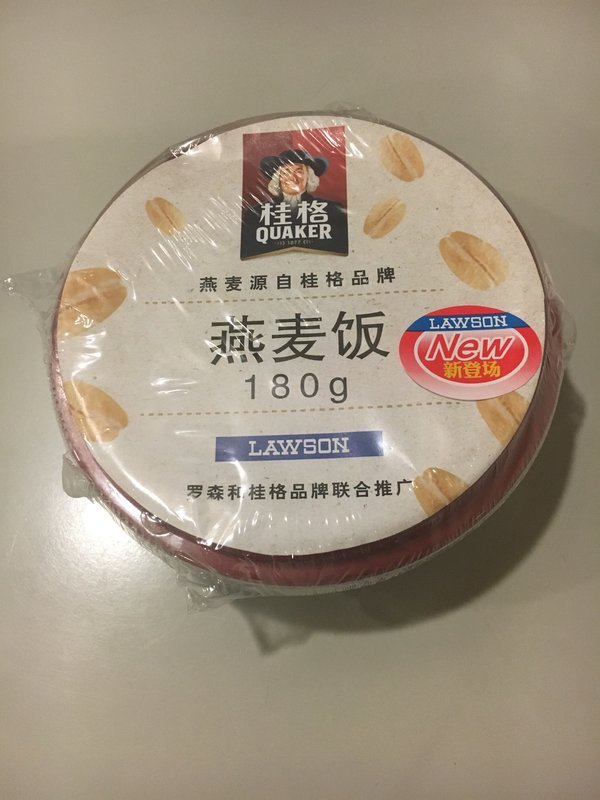 桂格
QUAKER
燕麦源自桂格品牌
燕麦饭
180g
LAWSON
New
新登场
LAWSON
罗森和桂格品牌联合推广